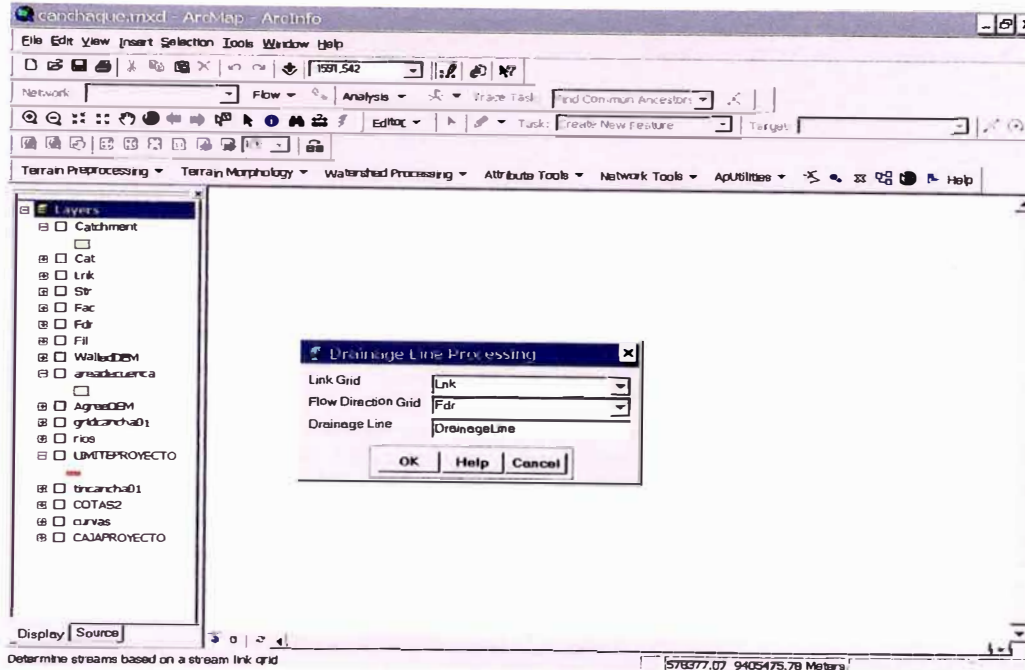 canchaque.mxd - ArcMap - ArcInfo
File Edit View Insert Selection Tools Window Help
1591,542
Network Flow Analysis Trace Task: Find Common Ancestors
Editor Task: Create New Feature Target:
Terrain Preprocessing Terrain Morphology Watershed Processing Attribute Tools Network Tools ApUtilities Help
Layers
Catchment
Cat
Lnk
Str
Fac
Fdr
Fil
WalledDEM
areadecuenca
AgreeDEM
gridcancha01
rios
LIMITEPROYECTO
tincancha01
COTAS2
curvas
CAJAPROYECTO
Drainage Line Processing
Link Grid Lnk
Flow Direction Grid Fdr
Drainage Line DrainageLine
OK Help Cancel
Display Source
Determine streams based on a stream link grid
578377,07 9405475,78 Meters